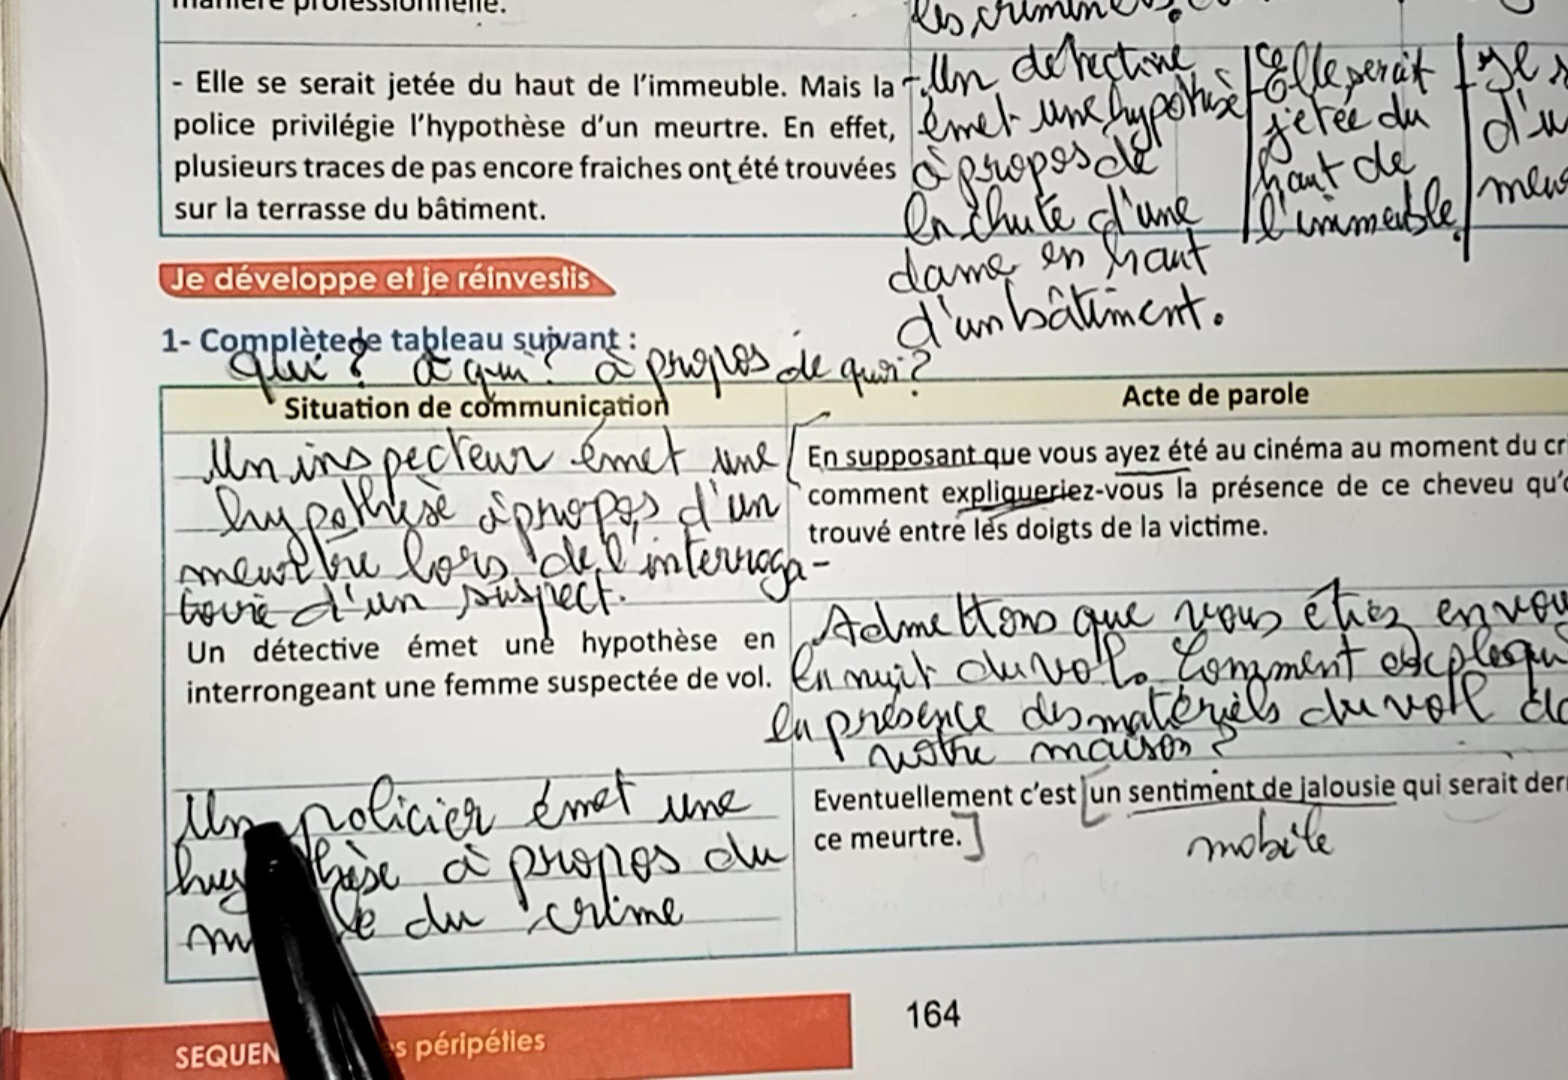 manière professionnelle.
les
- Elle se serait jetée du haut de l'immeuble. Mais la
police privilégie l'hypothèse d'un meurtre. En effet,
plusieurs traces de pas encore fraiches ont été trouvées
sur la terrasse du bâtiment.
- Un détective
émet une hypothèse
à propos de
la chute d'une
dame en haut
d'un bâtiment.
Elle serait
jetée du
haut de
l'immeuble.
d'u
meu
Je développe et je réinvestis
1- Complète le tableau suivant :
qui ? à qui ? à propos de quoi ?
Situation de communication
Acte de parole
Un inspecteur émet une
hypothèse à propos d'un
meurtre lors de l'interroga-
toire d'un suspect.
En supposant que vous ayez été au cinéma au moment du cr
comment expliqueriez-vous la présence de ce cheveu qu'
trouvé entre les doigts de la victime.
Un détective émet une hypothèse en
interrongeant une femme suspectée de vol.
Admettons que vous étiez en voy
la nuit du vol. Comment
la présence des matériels du vol da
votre maison ?
Un policier émet une
à propos du
du crime
Eventuellement c'est un sentiment de jalousie qui serait der
ce meurtre.
mobile
164
SEQUEN
s péripéties